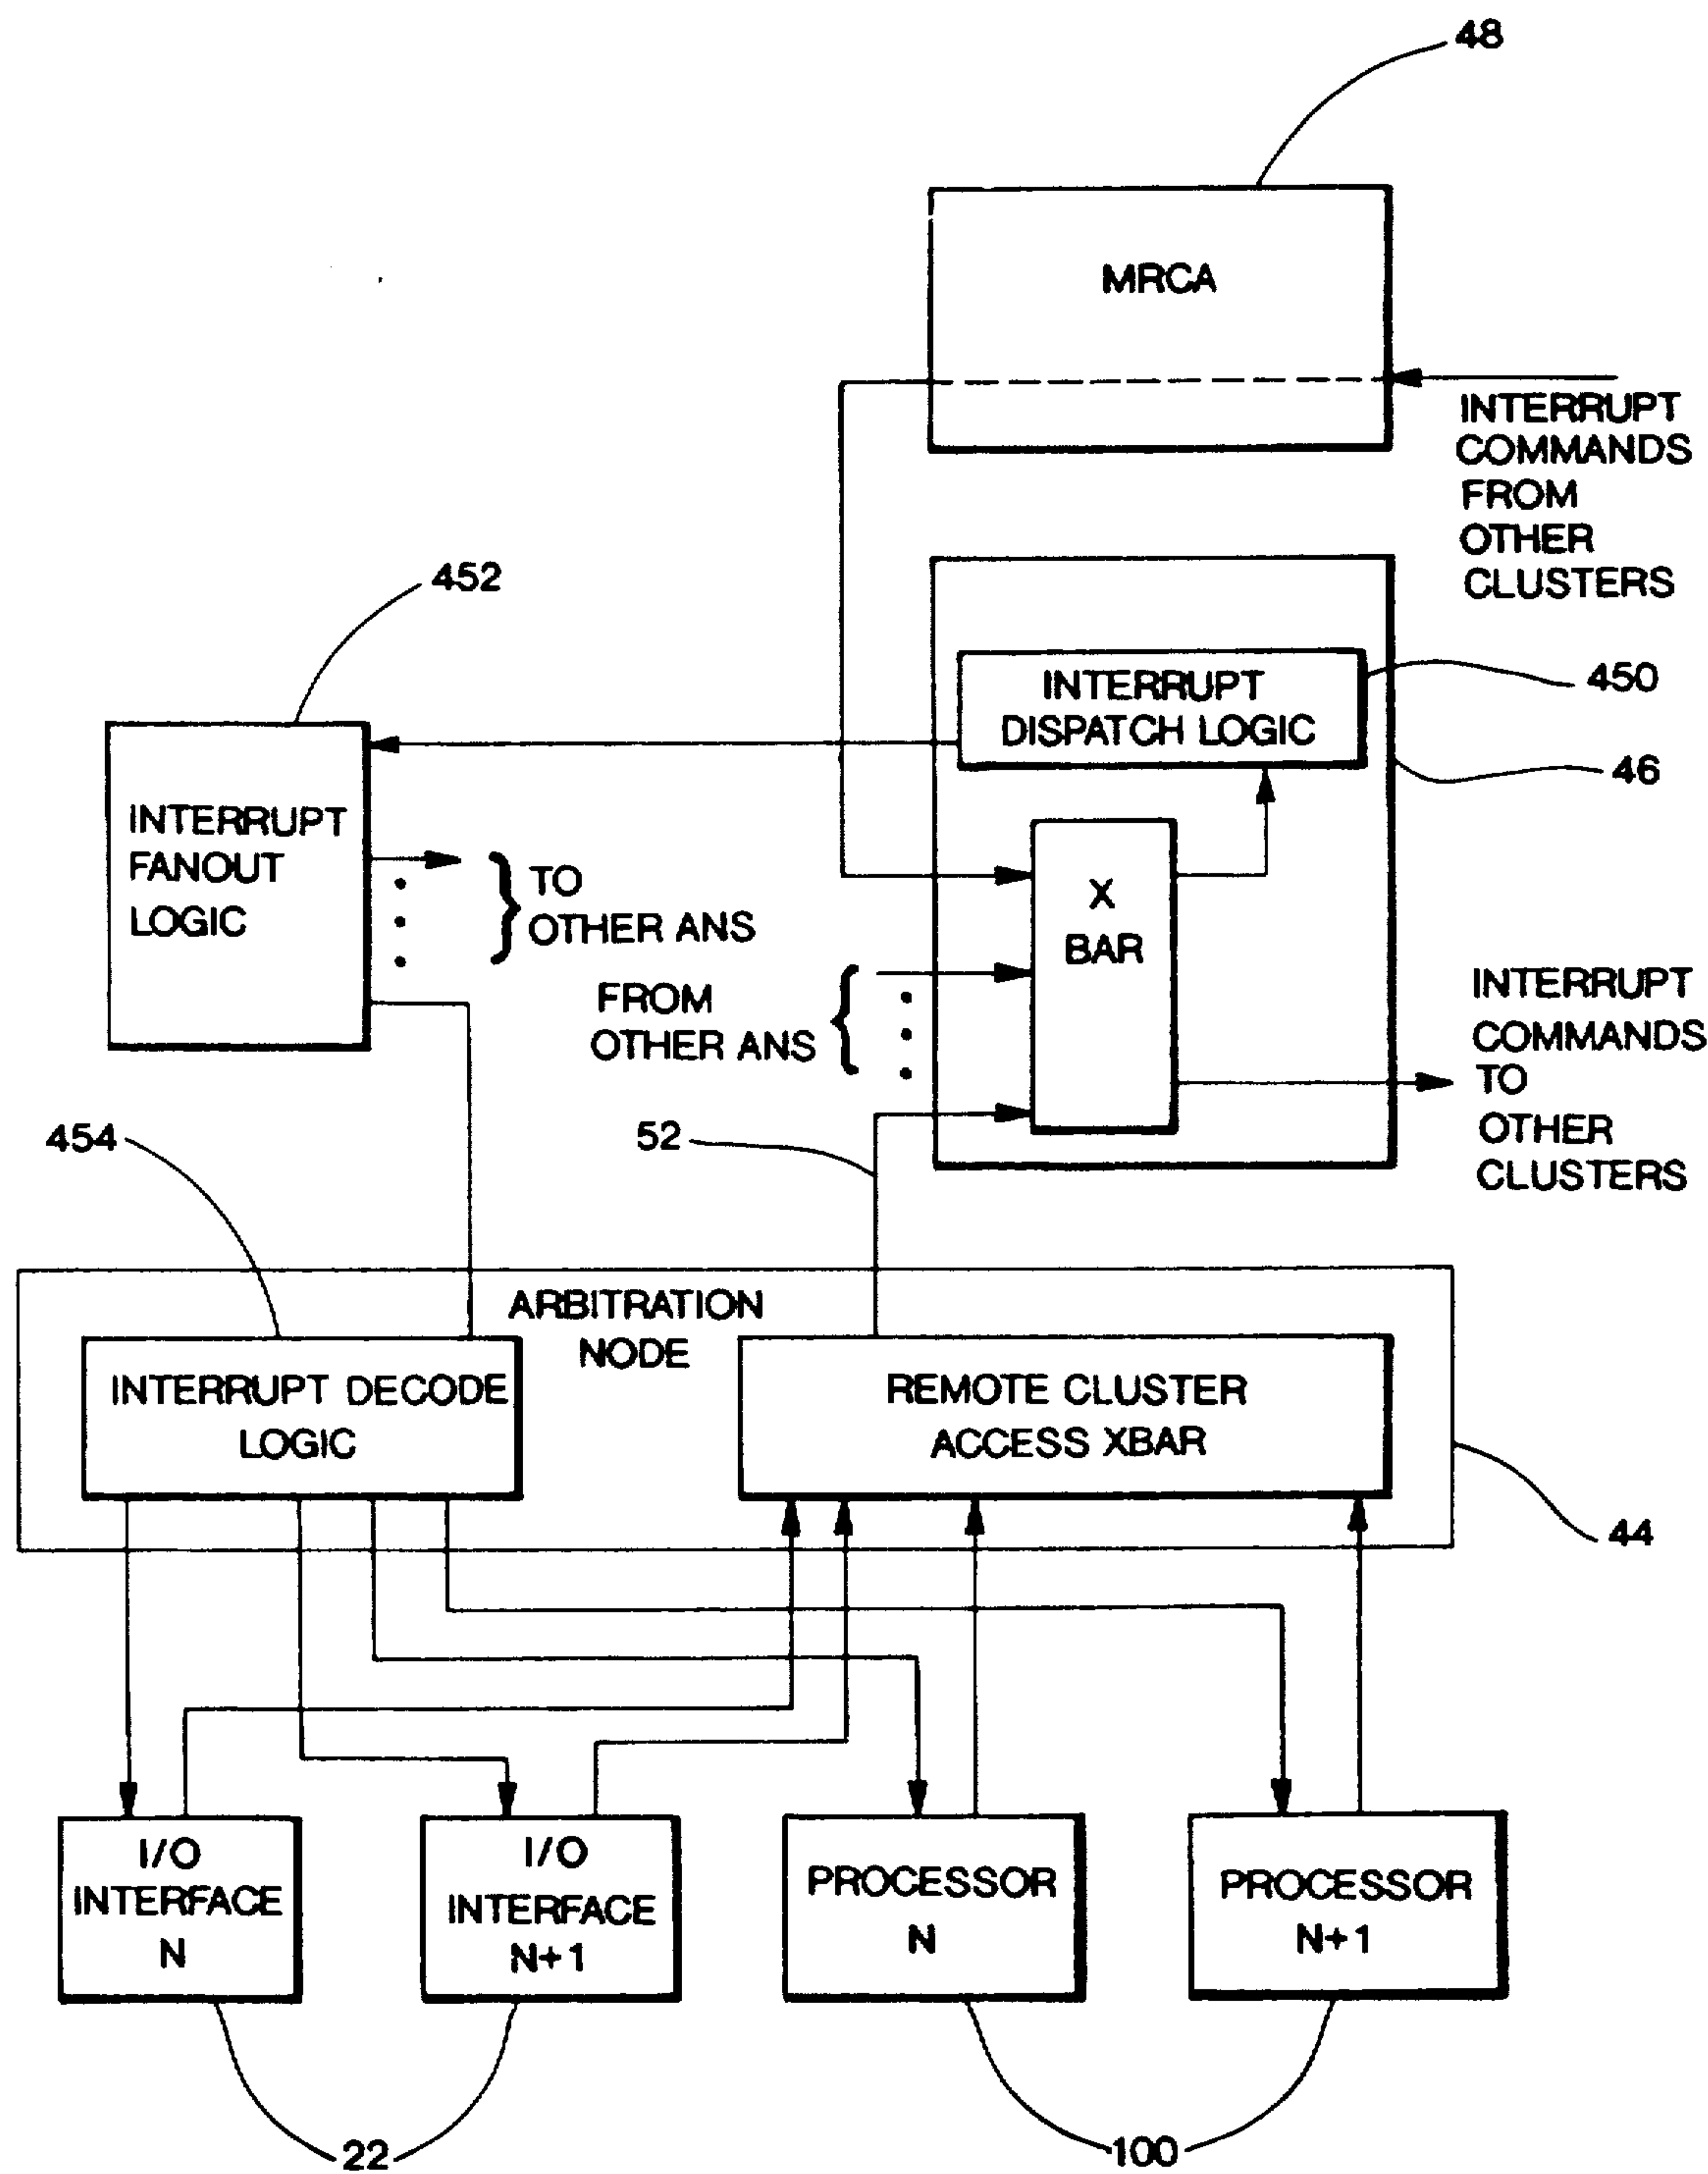 48
MRCA
INTERRUPT
COMMANDS
FROM
OTHER
CLUSTERS
452
INTERRUPT
DISPATCH LOGIC
450
46
INTERRUPT
FANOUT
LOGIC
TO
OTHER ANS
X
BAR
FROM
OTHER ANS
INTERRUPT
COMMANDS
TO
OTHER
CLUSTERS
454
52
ARBITRATION
NODE
INTERRUPT DECODE
LOGIC
REMOTE CLUSTER
ACCESS XBAR
44
I/O
INTERFACE
N
I/O
INTERFACE
N+1
PROCESSOR
N
PROCESSOR
N+1
22
100